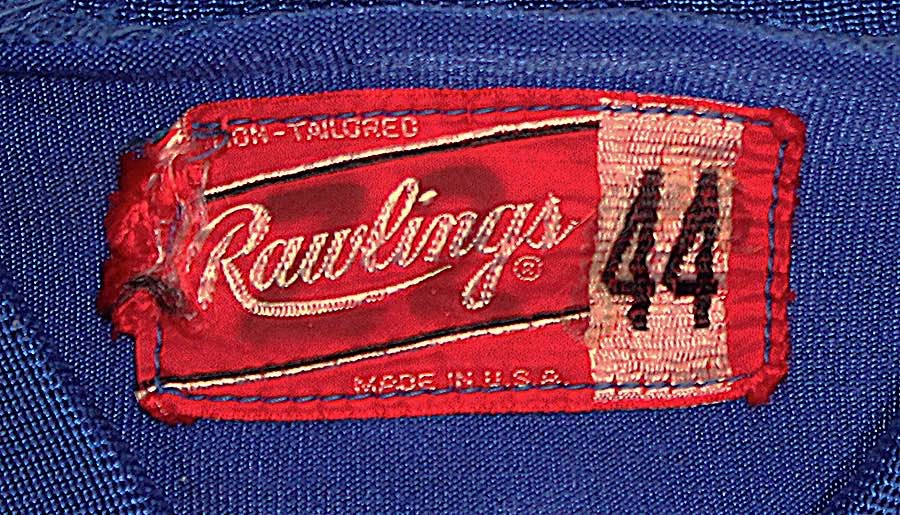 ON-TAILORED
Rawlings ®
44
MADE IN U.S.A.